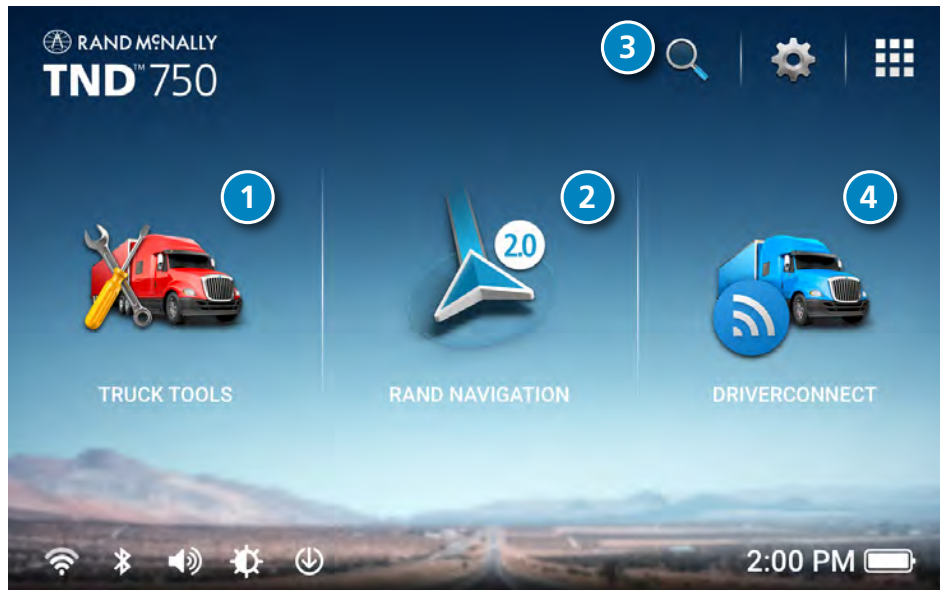 RAND MCNALLY
TND™ 750
3
1
2
4
2.0
TRUCK TOOLS
RAND NAVIGATION
DRIVERCONNECT
2:00 PM